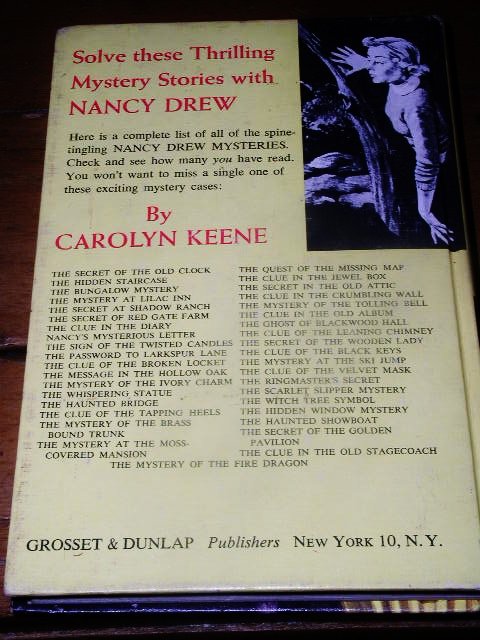 Solve these Thrilling
Mystery Stories with
NANCY DREW
Here is a complete list of all of the spine-
tingling NANCY DREW MYSTERIES.
Check and see how many you have read.
You won't want to miss a single one of
these exciting mystery cases:
By
CAROLYN KEENE
THE SECRET OF THE OLD CLOCK
THE HIDDEN STAIRCASE
THE BUNGALOW MYSTERY
THE MYSTERY AT LILAC INN
THE SECRET AT SHADOW RANCH
THE SECRET OF RED GATE FARM
THE CLUE IN THE DIARY
NANCY'S MYSTERIOUS LETTER
THE SIGN OF THE TWISTED CANDLES
THE PASSWORD TO LARKSPUR LANE
THE CLUE OF THE BROKEN LOCKET
THE MESSAGE IN THE HOLLOW OAK
THE MYSTERY OF THE IVORY CHARM
THE WHISPERING STATUE
THE HAUNTED BRIDGE
THE CLUE OF THE TAPPING HEELS
THE MYSTERY OF THE BRASS
BOUND TRUNK
THE MYSTERY AT THE MOSS-
COVERED MANSION
THE QUEST OF THE MISSING MAP
THE CLUE IN THE JEWEL BOX
THE SECRET IN THE OLD ATTIC
THE CLUE IN THE CRUMBLING WALL
THE MYSTERY OF THE TOLLING BELL
THE CLUE IN THE OLD ALBUM
THE GHOST OF BLACKWOOD HALL
THE CLUE OF THE LEANING CHIMNEY
THE SECRET OF THE WOODEN LADY
THE CLUE OF THE BLACK KEYS
THE MYSTERY AT THE SKI JUMP
THE CLUE OF THE VELVET MASK
THE RINGMASTER'S SECRET
THE SCARLET SLIPPER MYSTERY
THE WITCH TREE SYMBOL
THE HIDDEN WINDOW MYSTERY
THE HAUNTED SHOWBOAT
THE SECRET OF THE GOLDEN
PAVILION
THE CLUE IN THE OLD STAGECOACH
THE MYSTERY OF THE FIRE DRAGON
GROSSET & DUNLAP Publishers NEW YORK 10, N.Y.